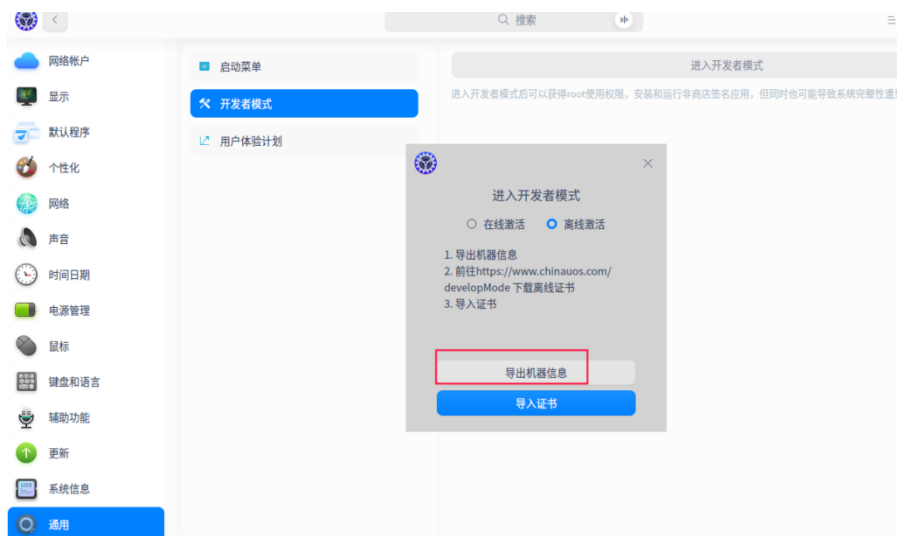 搜索
网络帐户
显示
默认程序
个性化
网络
声音
时间日期
电源管理
鼠标
键盘和语言
辅助功能
更新
系统信息
通用
启动菜单
开发者模式
用户体验计划
进入开发者模式
进入开发者模式后可以获得root使用权限，安装和运行非商店签名应用，但同时也可能导致系统完整性遭
进入开发者模式
在线激活 离线激活
1. 导出机器信息
2. 前往https://www.chinauos.com/
developMode 下载离线证书
3. 导入证书
导出机器信息
导入证书